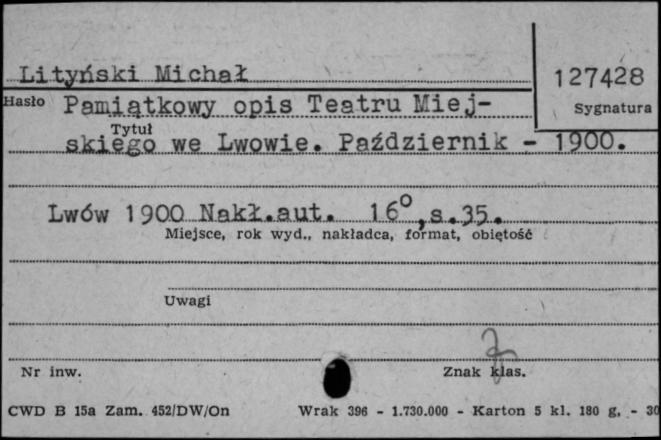 Lityński Michał
127428
Hasło Pamiątkowy opis Teatru Miej-
Sygnatura
Tytuł
skiego we Lwowie. Październik - 1900.
Lwów 1900 Nakł.aut. 16°,s.35.
Miejsce, rok wyd., nakładca, format, objętość
Uwagi
Nr inw.
Znak klas.
CWD B 15a Zam. 452/DW/On Wrak 396 - 1.730.000 - Karton 5 kl. 180 g. - 30